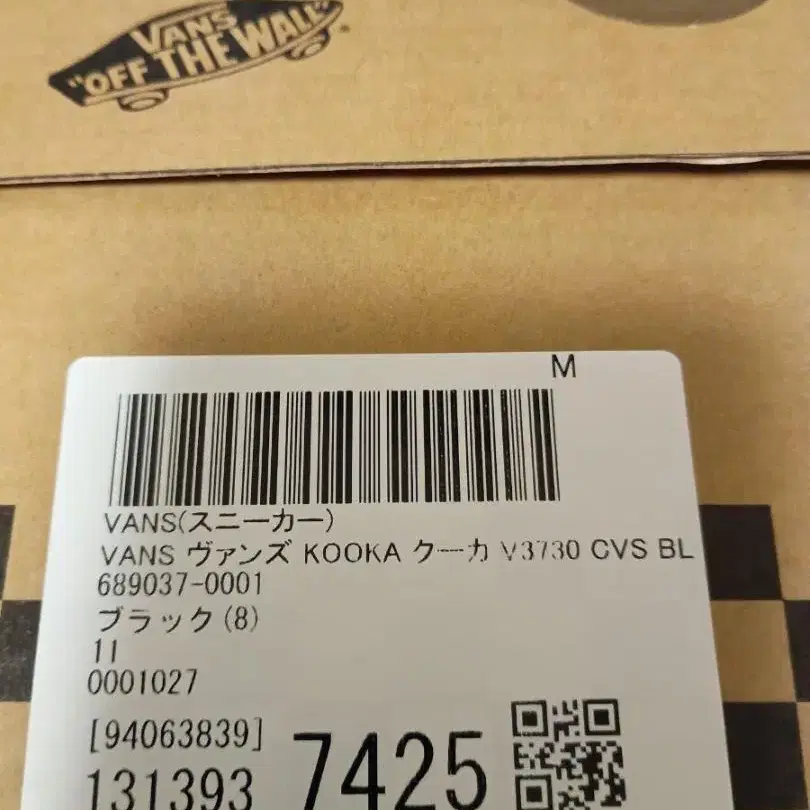 VANS
"OFF THE WALL"
M
VANS(スニーカー)
VANS ヴァンズ KOOKA クーカ V3730 CVS BL
689037-0001
ブラック(8)
1I
0001027
[94063839]
131393 7425